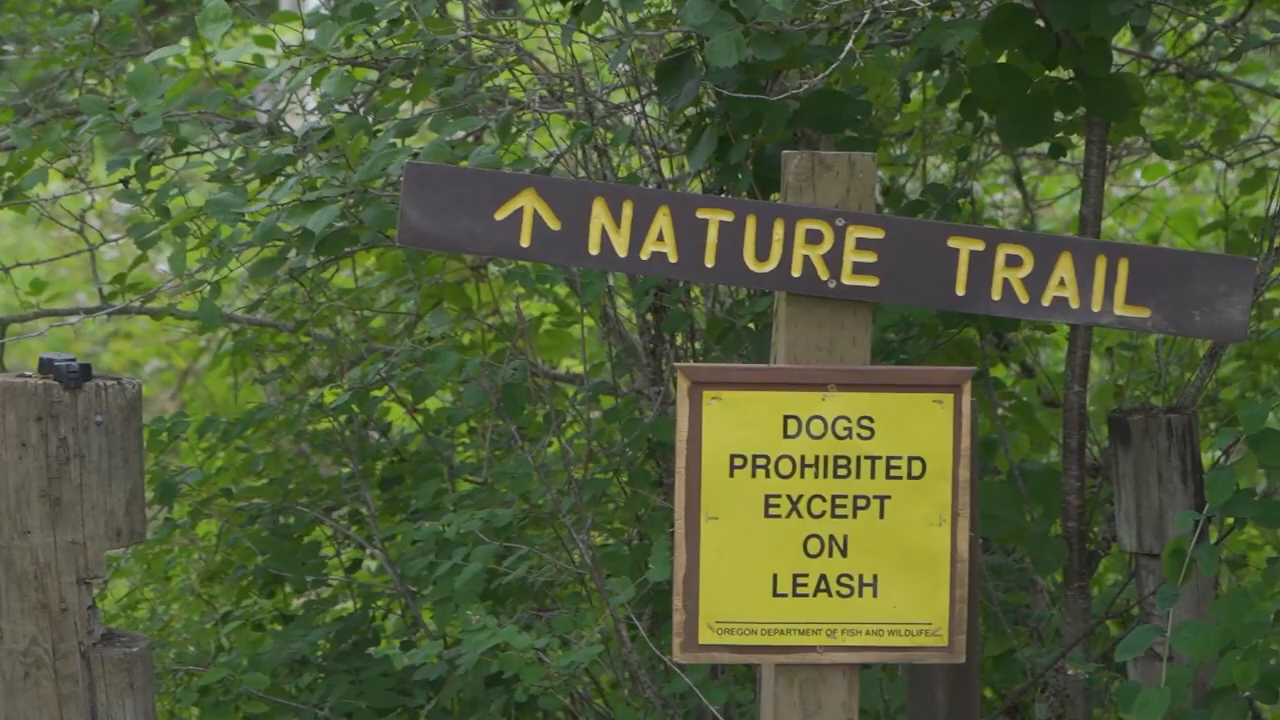 ↑ NATURE TRAIL
DOGS
PROHIBITED
EXCEPT
ON
LEASH
OREGON DEPARTMENT OF FISH AND WILDLIFE